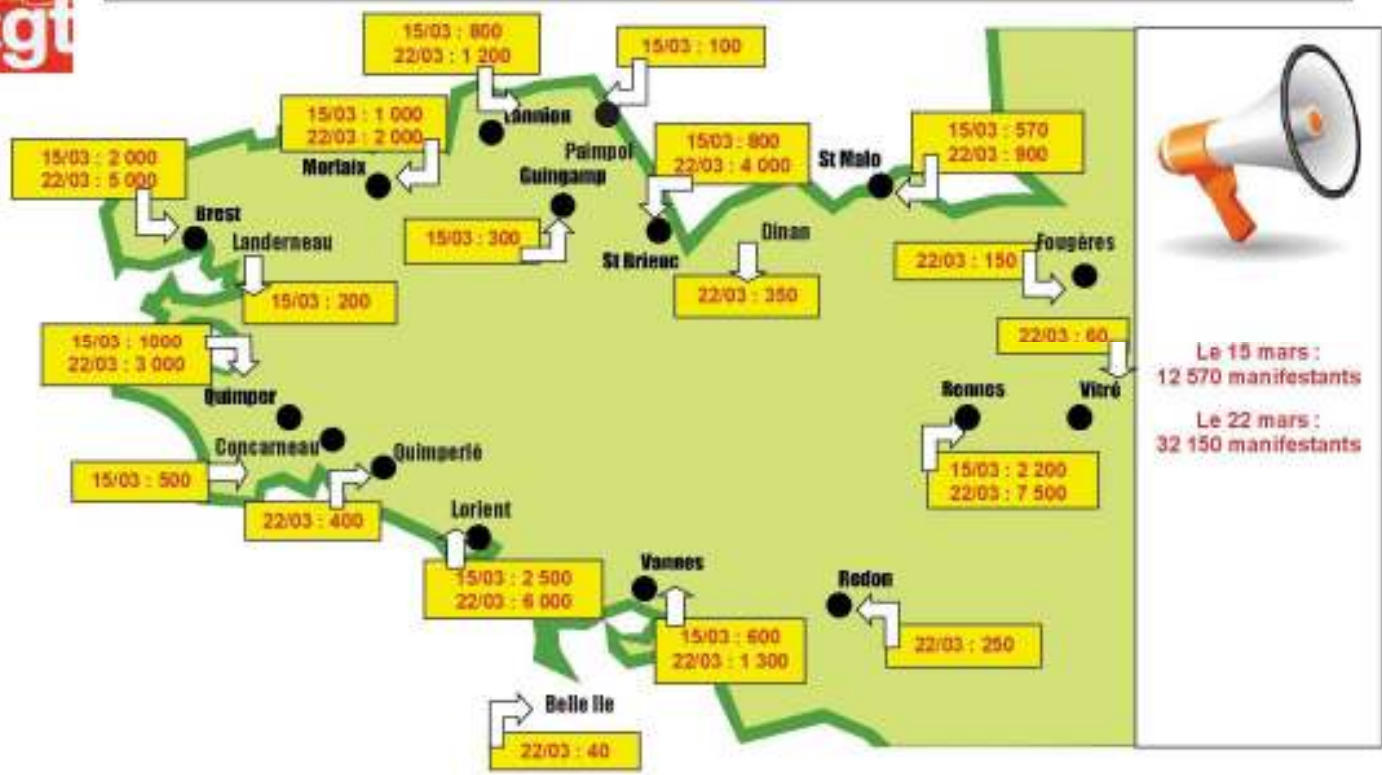 cgt
15/03 : 800
22/03 : 1 200
15/03 : 100
15/03 : 1 000
22/03 : 2 000
Lannion
Paimpol
15/03 : 800
22/03 : 4 000
15/03 : 570
22/03 : 900
St Malo
15/03 : 2 000
22/03 : 5 000
Morlaix
Guingamp
Brest
Landerneau
15/03 : 300
St Brieuc
Dinan
22/03 : 150
Fougères
15/03 : 200
22/03 : 350
15/03 : 1000
22/03 : 3 000
22/03 : 60
Quimper
Concarneau
Quimperlé
Rennes
Vitré
15/03 : 500
22/03 : 400
15/03 : 2 200
22/03 : 7 500
Lorient
15/03 : 2 500
22/03 : 6 000
Vannes
15/03 : 600
22/03 : 1 300
Redon
22/03 : 250
Belle Ile
22/03 : 40
Le 15 mars :
12 570 manifestants
Le 22 mars :
32 150 manifestants